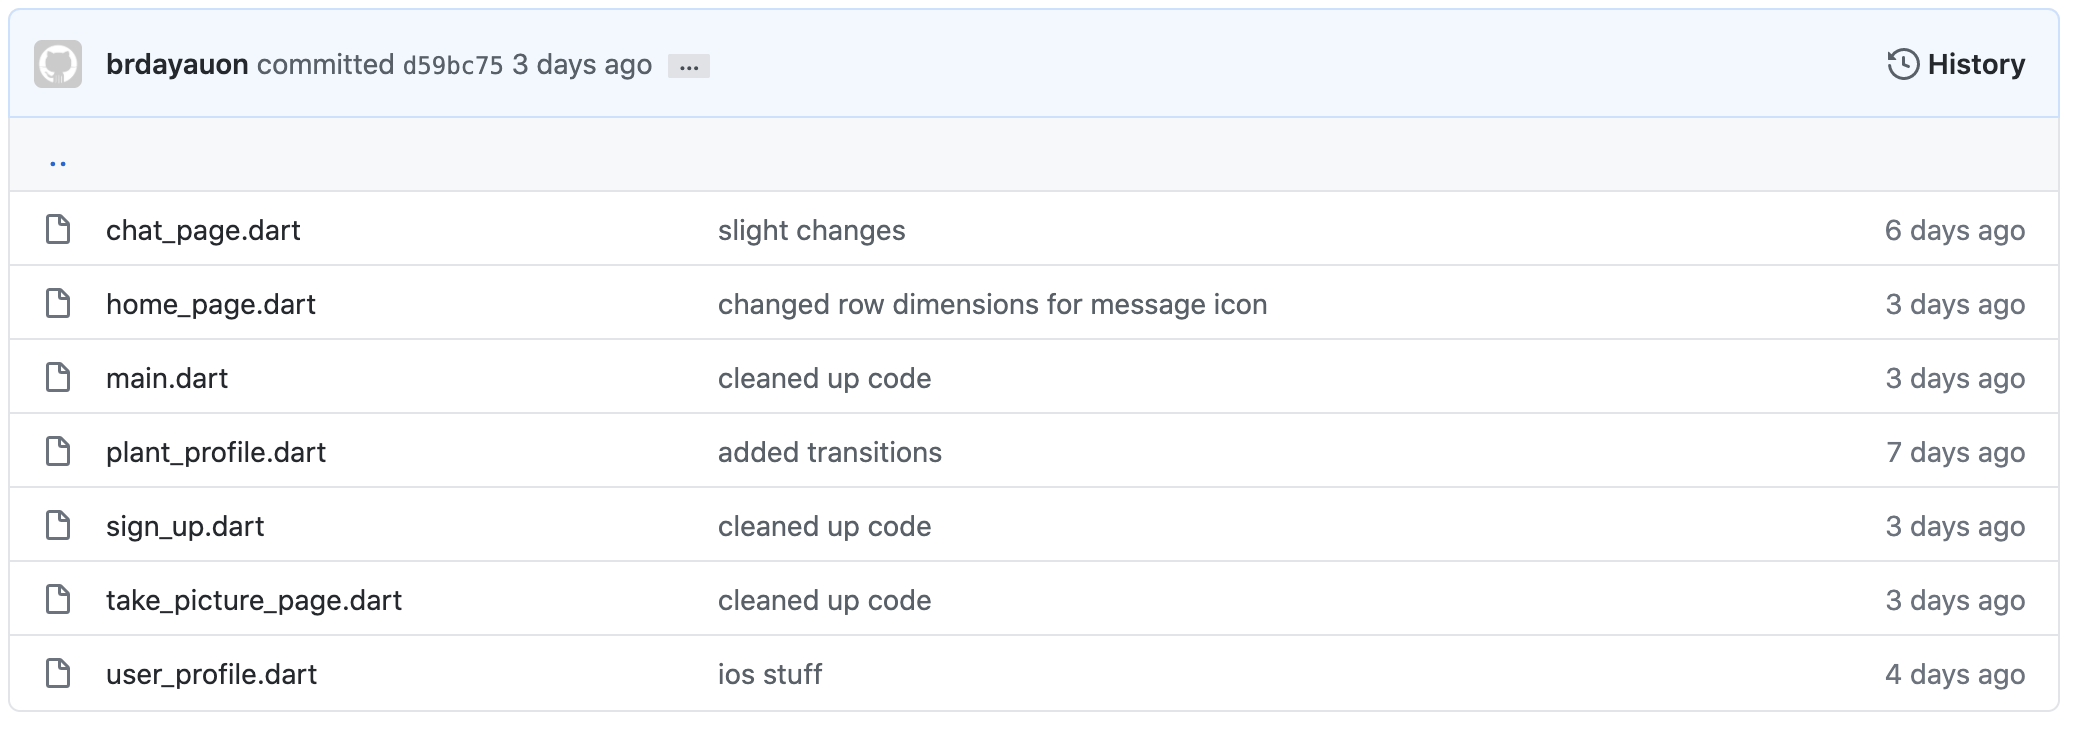 brdayauon committed d59bc75 3 days ago ... History
..
chat_page.dart slight changes 6 days ago
home_page.dart changed row dimensions for message icon 3 days ago
main.dart cleaned up code 3 days ago
plant_profile.dart added transitions 7 days ago
sign_up.dart cleaned up code 3 days ago
take_picture_page.dart cleaned up code 3 days ago
user_profile.dart ios stuff 4 days ago